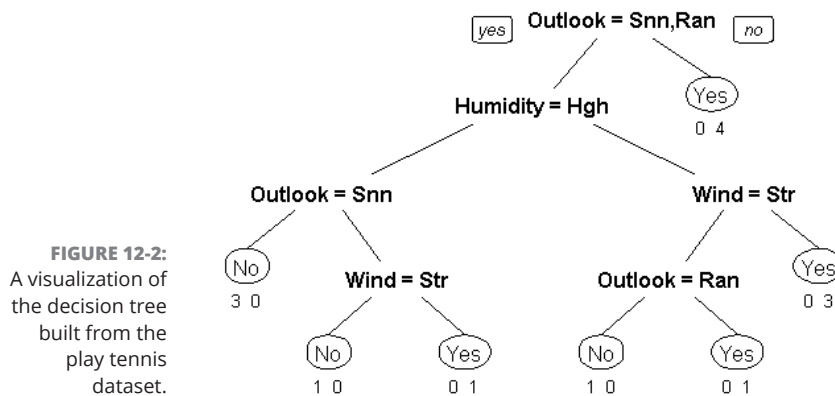 yes Outlook = Snn,Ran no
Humidity = Hgh Yes
0 4
Outlook = Snn Wind = Str
No Wind = Str Outlook = Ran Yes
3 0 0 3
No Yes No Yes
1 0 0 1 1 0 0 1
FIGURE 12-2:
A visualization of
the decision tree
built from the
play tennis
dataset.